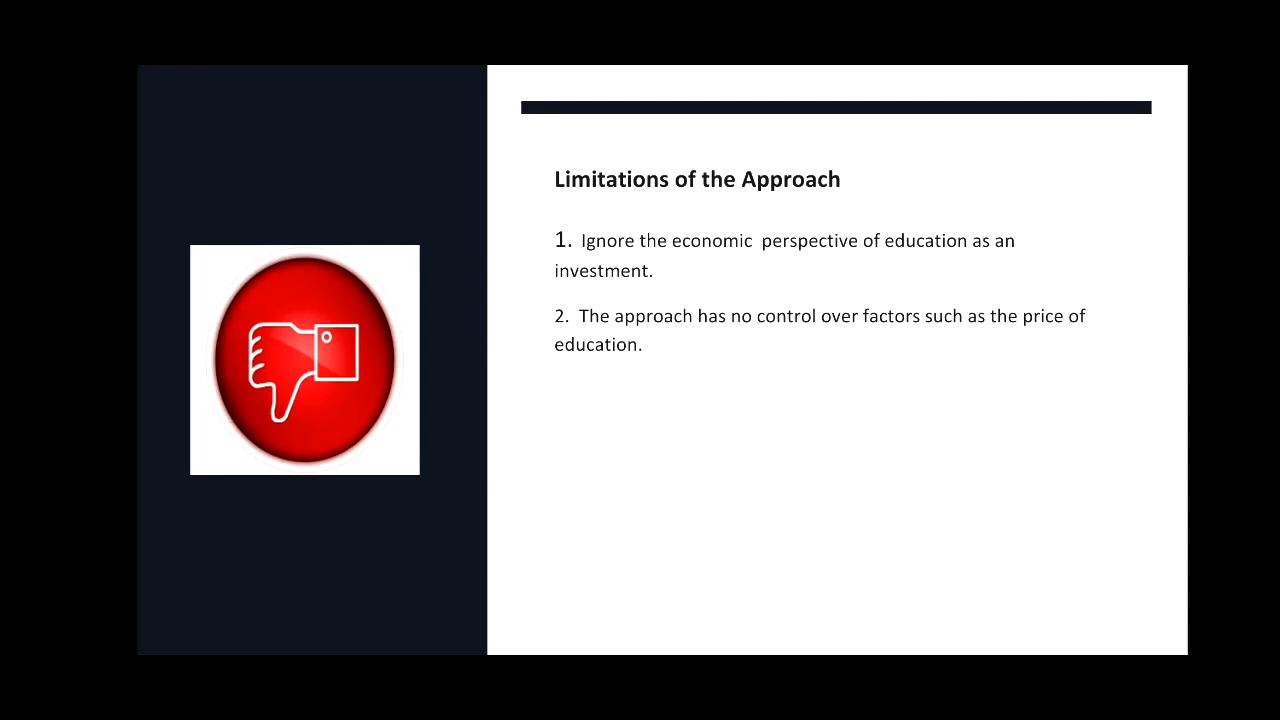 Limitations of the Approach
1. Ignore the economic perspective of education as an
investment.
2. The approach has no control over factors such as the price of
education.